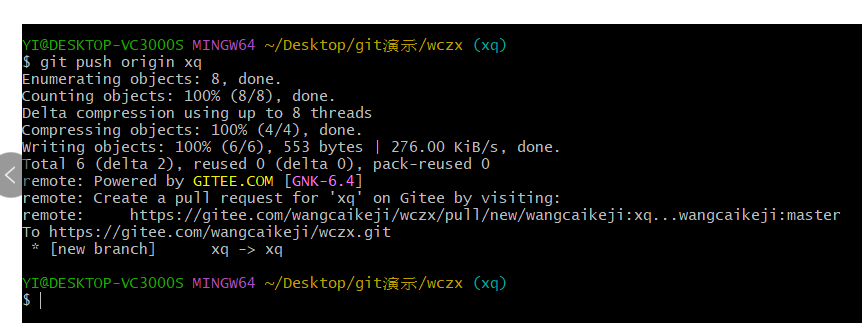 YI@DESKTOP-VC3000S MINGW64 ~/Desktop/git演示/wczx (xq)
$ git push origin xq
Enumerating objects: 8, done.
Counting objects: 100% (8/8), done.
Delta compression using up to 8 threads
Compressing objects: 100% (4/4), done.
Writing objects: 100% (6/6), 553 bytes | 276.00 KiB/s, done.
Total 6 (delta 2), reused 0 (delta 0), pack-reused 0
remote: Powered by GITEE.COM [GNK-6.4]
remote: Create a pull request for 'xq' on Gitee by visiting:
remote:     https://gitee.com/wangcaikeji/wczx/pull/new/wangcaikeji:xq...wangcaikeji:master
To https://gitee.com/wangcaikeji/wczx.git
 * [new branch]      xq -> xq
YI@DESKTOP-VC3000S MINGW64 ~/Desktop/git演示/wczx (xq)
$